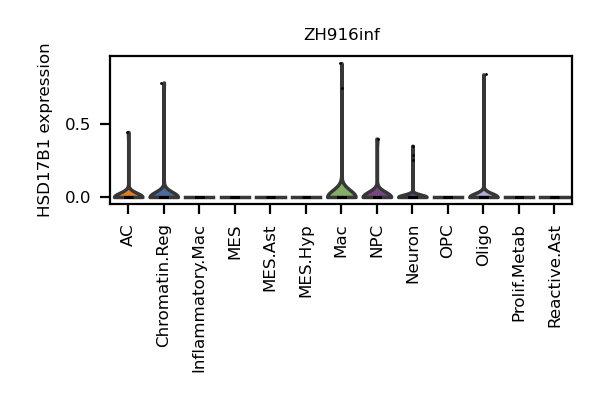 ZH916inf
HSD17B1 expression
0.5
0.0
AC
Chromatin.Reg
Inflammatory.Mac
MES
MES.Ast
MES.Hyp
Mac
NPC
Neuron
OPC
Oligo
Prolif.Metab
Reactive.Ast